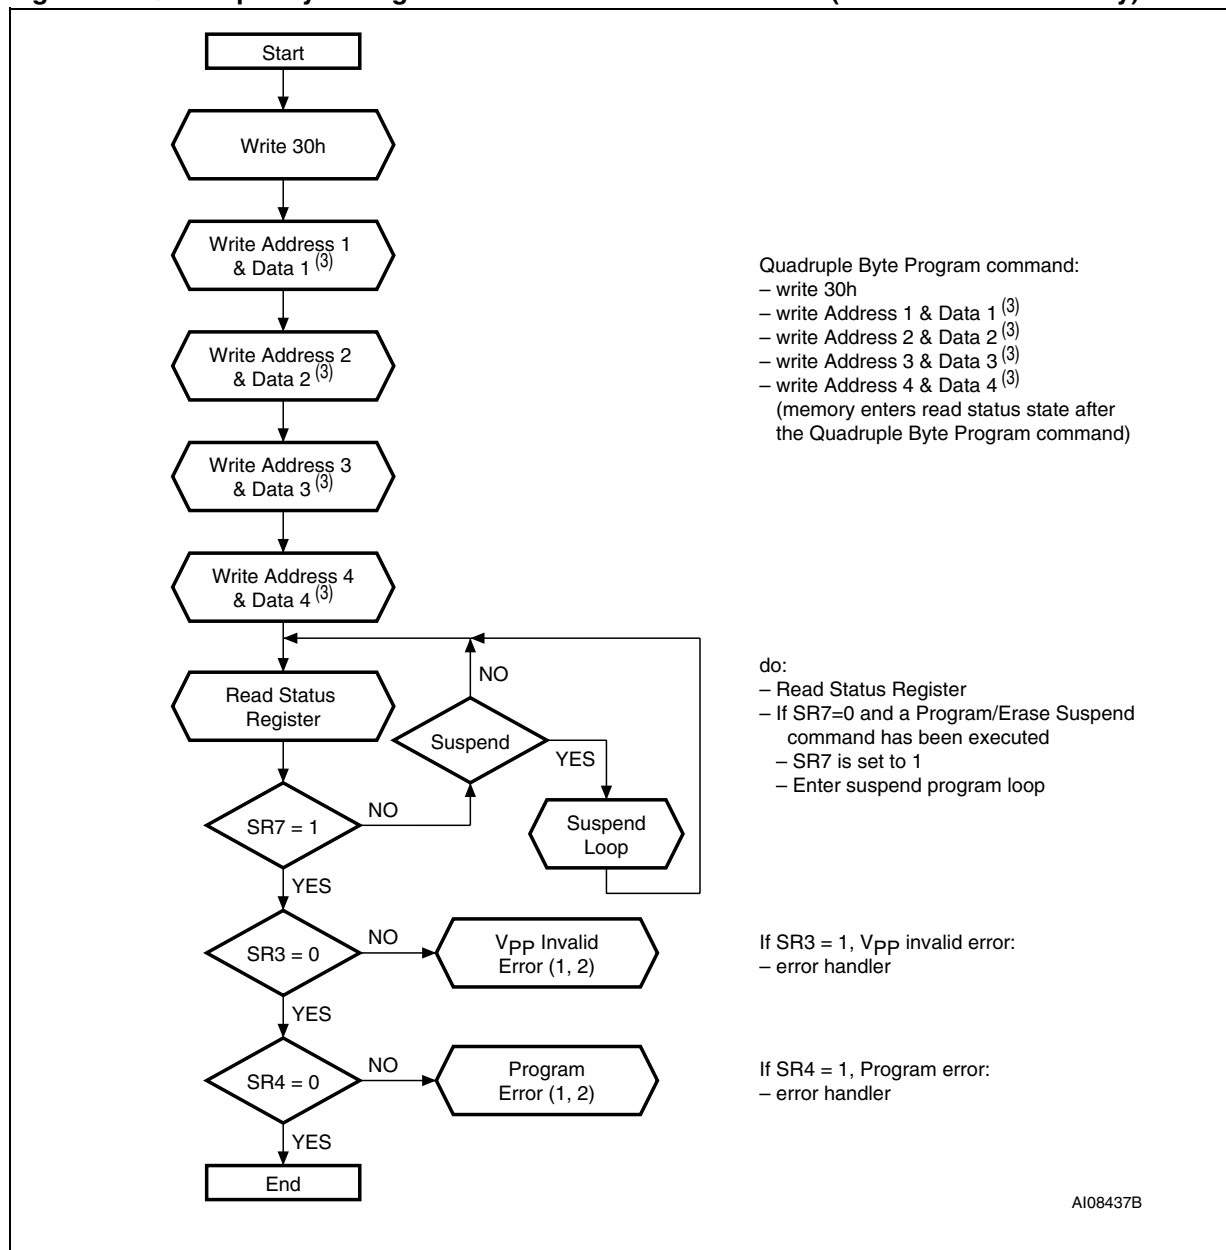 Start
Write 30h
Write Address 1
& Data 1 (3)
Write Address 2
& Data 2 (3)
Write Address 3
& Data 3 (3)
Write Address 4
& Data 4 (3)
Quadruple Byte Program command:
– write 30h
– write Address 1 & Data 1 (3)
– write Address 2 & Data 2 (3)
– write Address 3 & Data 3 (3)
– write Address 4 & Data 4 (3)
(memory enters read status state after
the Quadruple Byte Program command)
Read Status
Register
NO
Suspend
YES
Suspend
Loop
SR7 = 1
NO
YES
do:
– Read Status Register
– If SR7=0 and a Program/Erase Suspend
command has been executed
– SR7 is set to 1
– Enter suspend program loop
SR3 = 0
NO
VPP Invalid
Error (1, 2)
YES
If SR3 = 1, VPP invalid error:
– error handler
SR4 = 0
NO
Program
Error (1, 2)
YES
If SR4 = 1, Program error:
– error handler
End
AI08437B